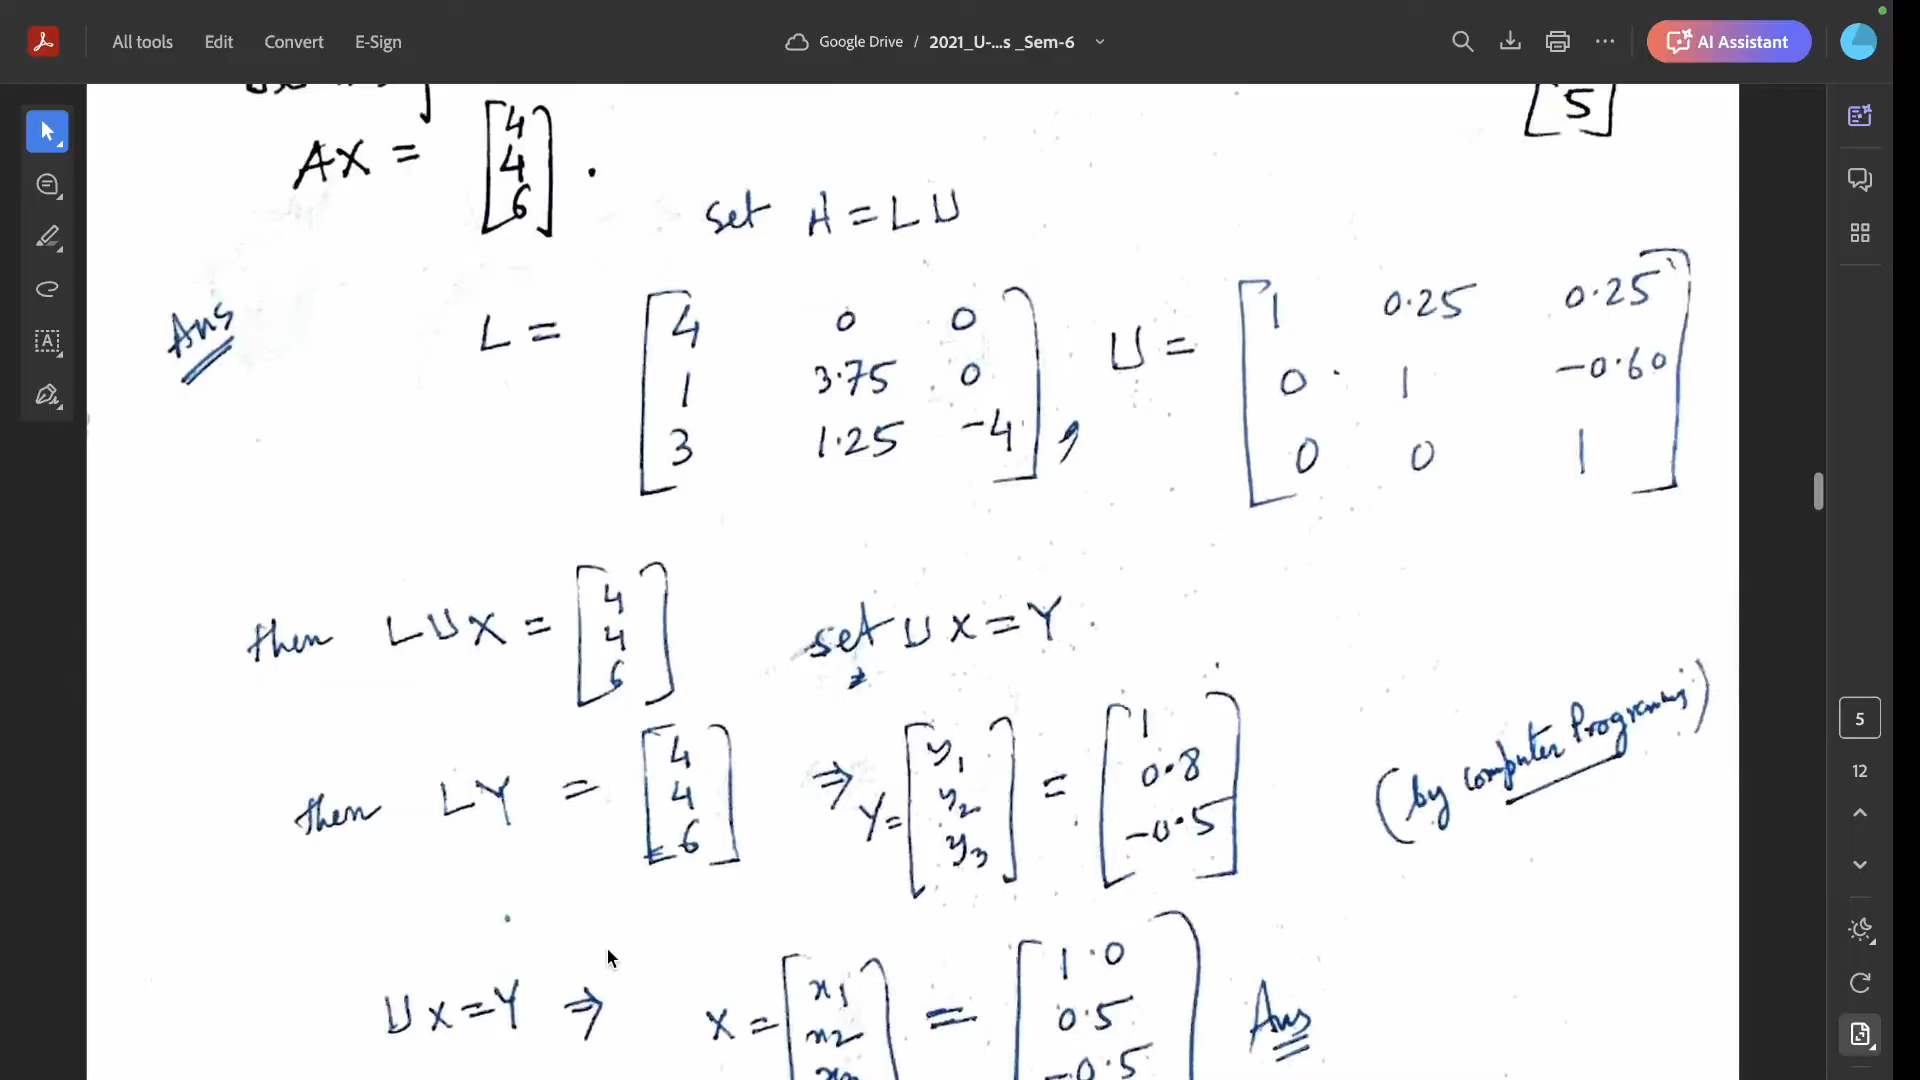 All tools Edit Convert E-Sign Google Drive / 2021_U-...s _Sem-6 AI Assistant
5
AX = [4 4 6] .
set A = LU
Ans L = [4 0 0
1 3.75 0
3 1.25 -4] , U = [1 0.25 0.25
0 1 -0.60
0 0 1]
then LUX = [4 4 6] set UX = Y.
then LY = [4 4 6] ⇒ Y = [y1 y2 y3] = [1 0.8 -0.5] (by computer Programing)
UX = Y ⇒ X = [x1 x2 = [1.0 0.5 -0.5 Ans
5
12